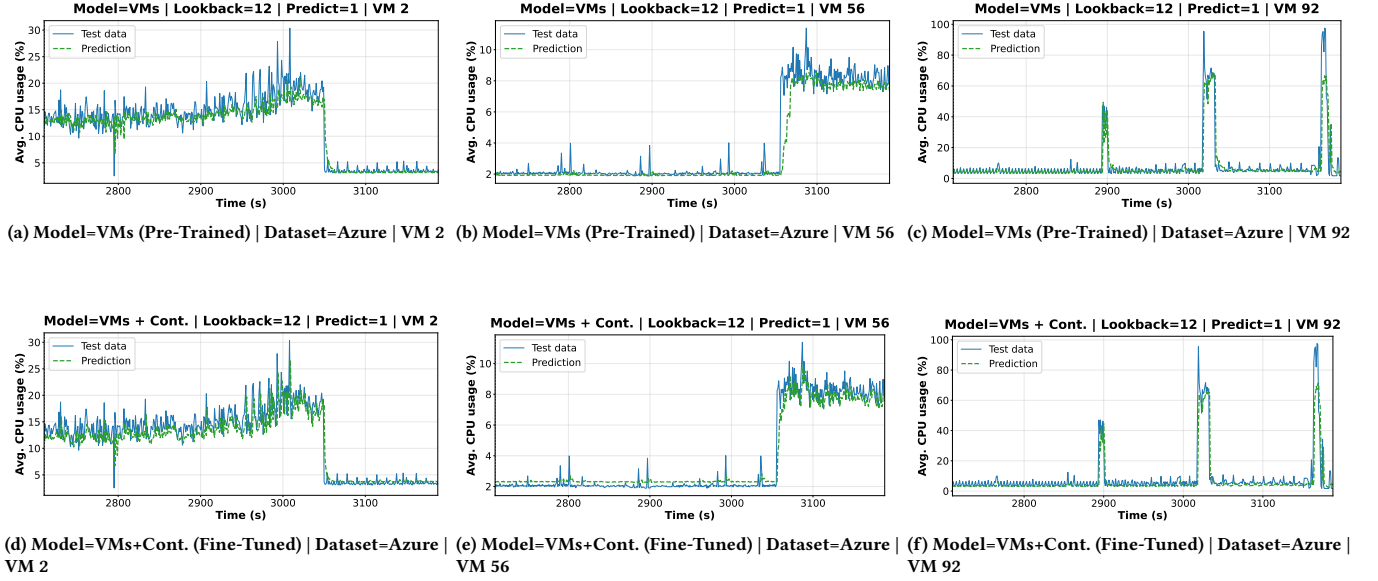 Model=VMs | Lookback=12 | Predict=1 | VM 2
Avg. CPU usage (%)
30
25
20
15
10
5
Test data
Prediction
2800 2900 3000 3100
Time (s)
(a) Model=VMs (Pre-Trained) | Dataset=Azure | VM 2
Model=VMs | Lookback=12 | Predict=1 | VM 56
Avg. CPU usage (%)
10
8
6
4
2
Test data
Prediction
2800 2900 3000 3100
Time (s)
(b) Model=VMs (Pre-Trained) | Dataset=Azure | VM 56
Model=VMs | Lookback=12 | Predict=1 | VM 92
Avg. CPU usage (%)
100
80
60
40
20
0
Test data
Prediction
2800 2900 3000 3100
Time (s)
(c) Model=VMs (Pre-Trained) | Dataset=Azure | VM 92
Model=VMs + Cont. | Lookback=12 | Predict=1 | VM 2
Avg. CPU usage (%)
30
25
20
15
10
5
Test data
Prediction
2800 2900 3000 3100
Time (s)
(d) Model=VMs+Cont. (Fine-Tuned) | Dataset=Azure |
VM 2
Model=VMs + Cont. | Lookback=12 | Predict=1 | VM 56
Avg. CPU usage (%)
10
8
6
4
2
Test data
Prediction
2800 2900 3000 3100
Time (s)
(e) Model=VMs+Cont. (Fine-Tuned) | Dataset=Azure |
VM 56
Model=VMs + Cont. | Lookback=12 | Predict=1 | VM 92
Avg. CPU usage (%)
100
80
60
40
20
0
Test data
Prediction
2800 2900 3000 3100
Time (s)
(f) Model=VMs+Cont. (Fine-Tuned) | Dataset=Azure |
VM 92